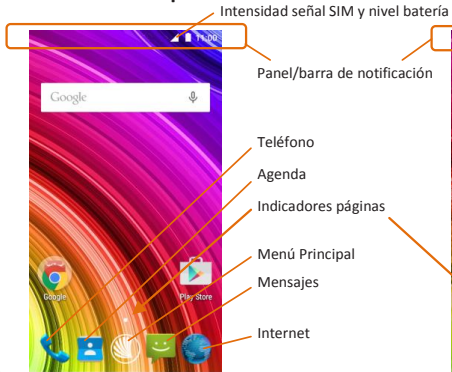 Intensidad señal SIM y nivel batería
11:00
Panel/barra de notificación
Google
Teléfono
Agenda
Indicadores páginas
Menú Principal
Mensajes
Google
Play Store
Internet